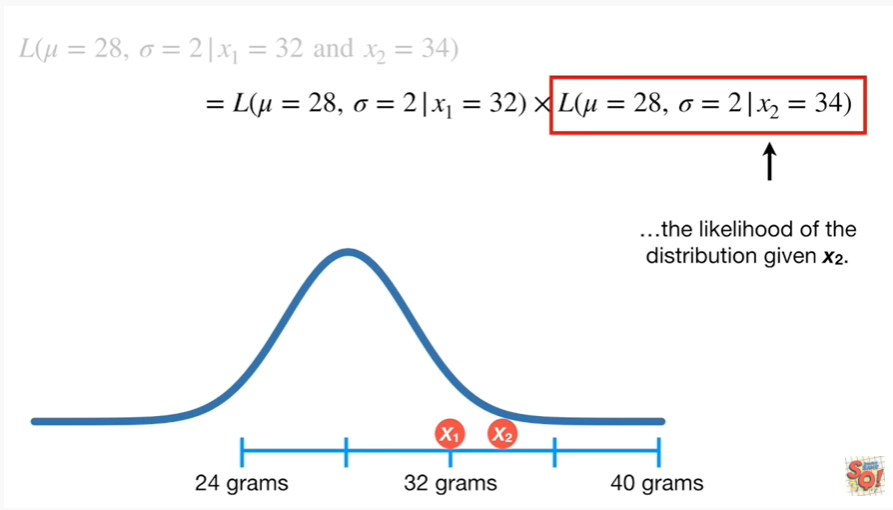 L(μ = 28, σ = 2|x₁ = 32 and x₂ = 34)
= L(μ = 28, σ = 2|x₁ = 32) × L(μ = 28, σ = 2|x₂ = 34)
…the likelihood of the
distribution given x₂.
X₁ X₂
24 grams 32 grams 40 grams
SQ!